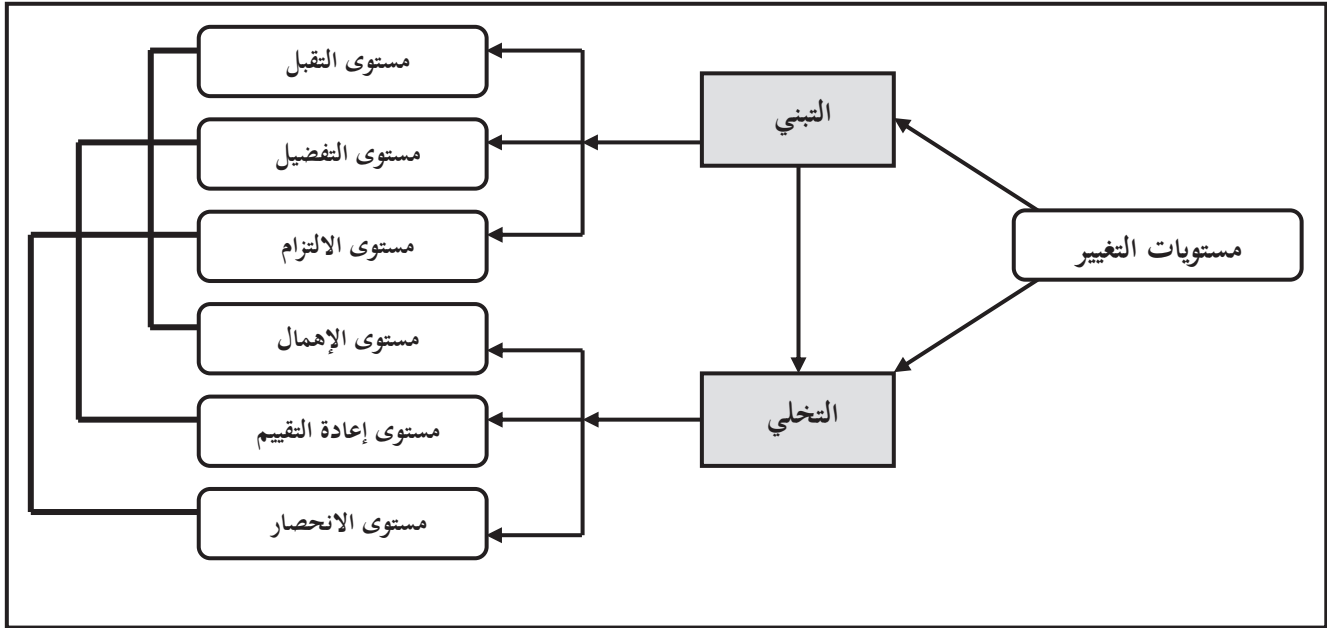 مستويات التغيير
التبني
مستوى التقبل
مستوى التفضيل
مستوى الالتزام
التخلي
مستوى الإهمال
مستوى إعادة التقييم
مستوى الانحصار